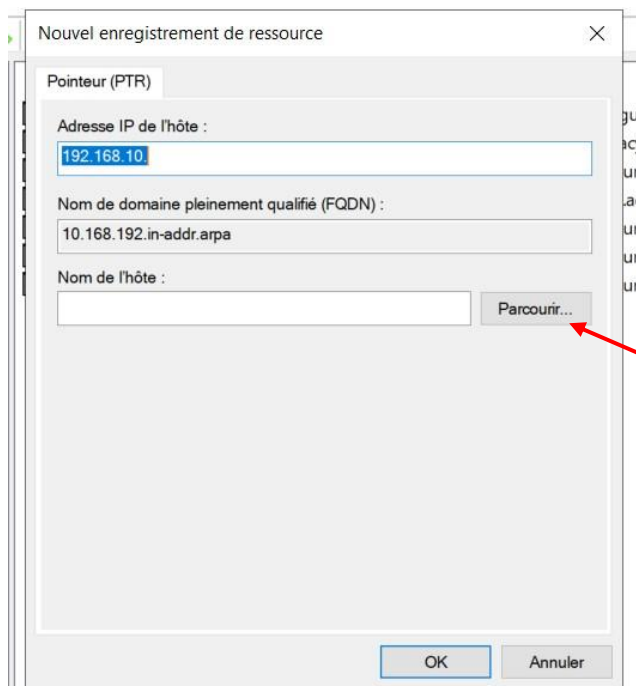 Nouvel enregistrement de ressource
Pointeur (PTR)
Adresse IP de l'hôte :
192.168.10.
Nom de domaine pleinement qualifié (FQDN) :
10.168.192.in-addr.arpa
Nom de l'hôte :
Parcourir...
OK
Annuler